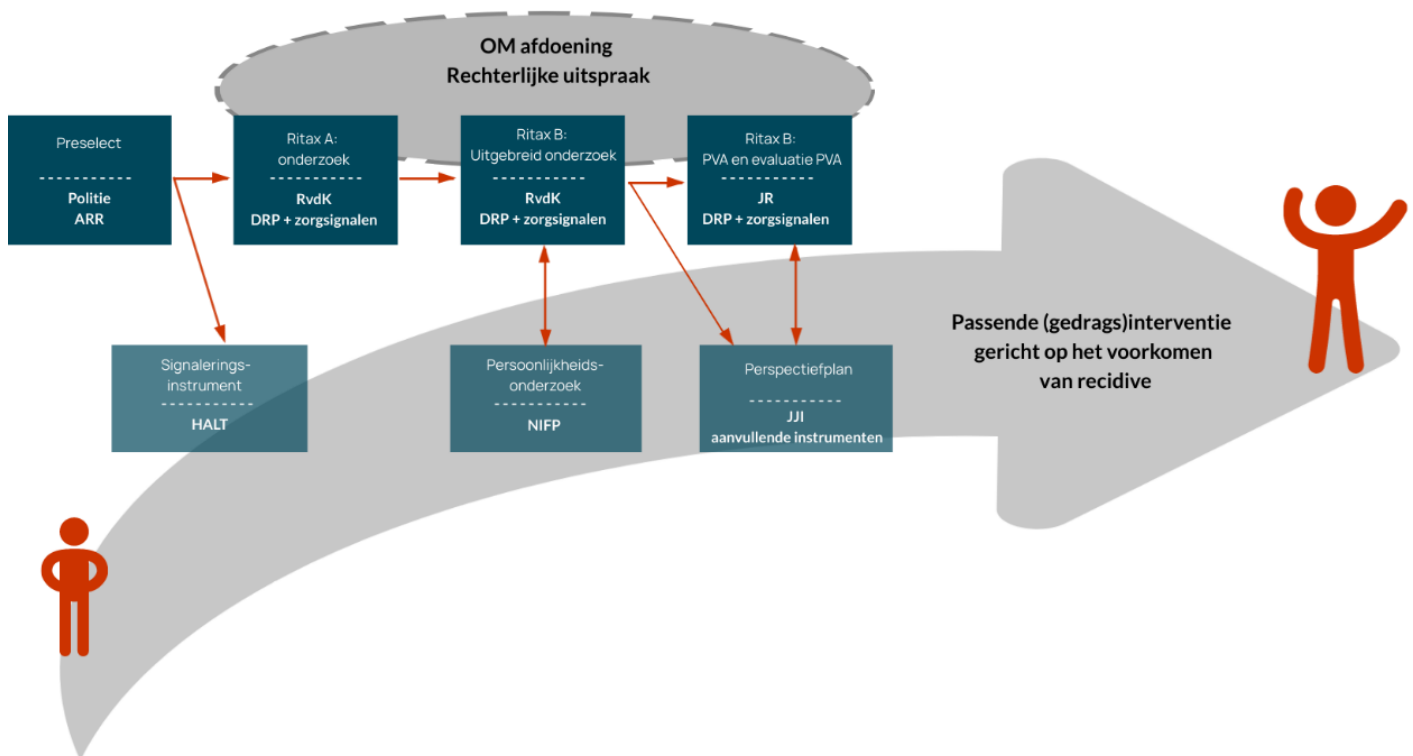 OM afdoening
Rechterlijke uitspraak
Preselect
Politie
ARR
Ritax A:
onderzoek
RvdK
DRP + zorgsignalen
Ritax B:
Uitgebreid onderzoek
RvdK
DRP + zorgsignalen
Ritax B:
PVA en evaluatie PVA
JR
DRP + zorgsignalen
Signalerings-
instrument
HALT
Persoonlijkheids-
onderzoek
NIFP
Perspectiefplan
JJI
aanvullende instrumenten
Passende (gedrags)interventie
gericht op het voorkomen
van recidive